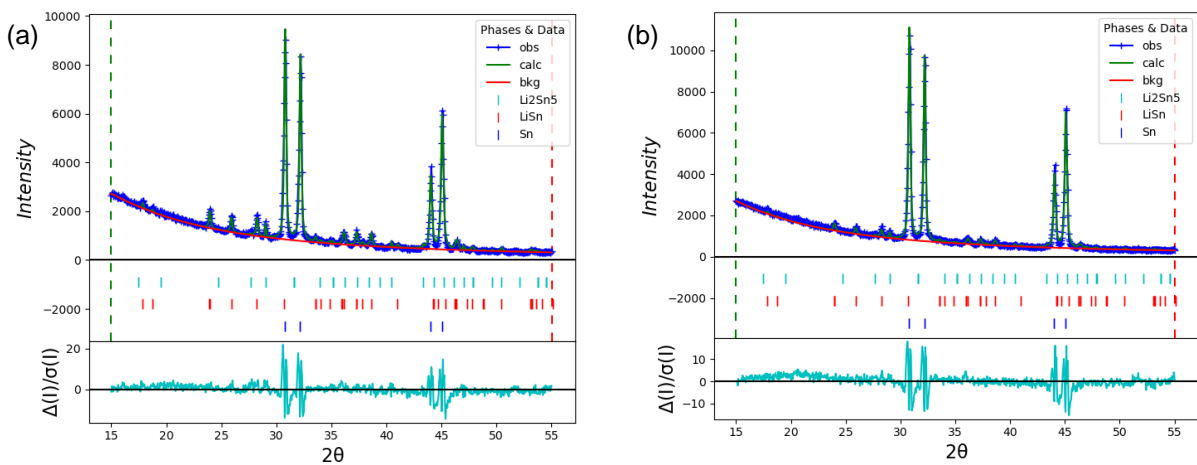 (a)
Intensity
10000
8000
6000
4000
2000
0
−2000
Phases & Data
obs
calc
bkg
Li2Sn5
LiSn
Sn
Δ(I)/σ(I)
20
0
15 20 25 30 35 40 45 50 55
2θ
(b)
Intensity
10000
8000
6000
4000
2000
0
−2000
Phases & Data
obs
calc
bkg
Li2Sn5
LiSn
Sn
Δ(I)/σ(I)
10
0
−10
15 20 25 30 35 40 45 50 55
2θ